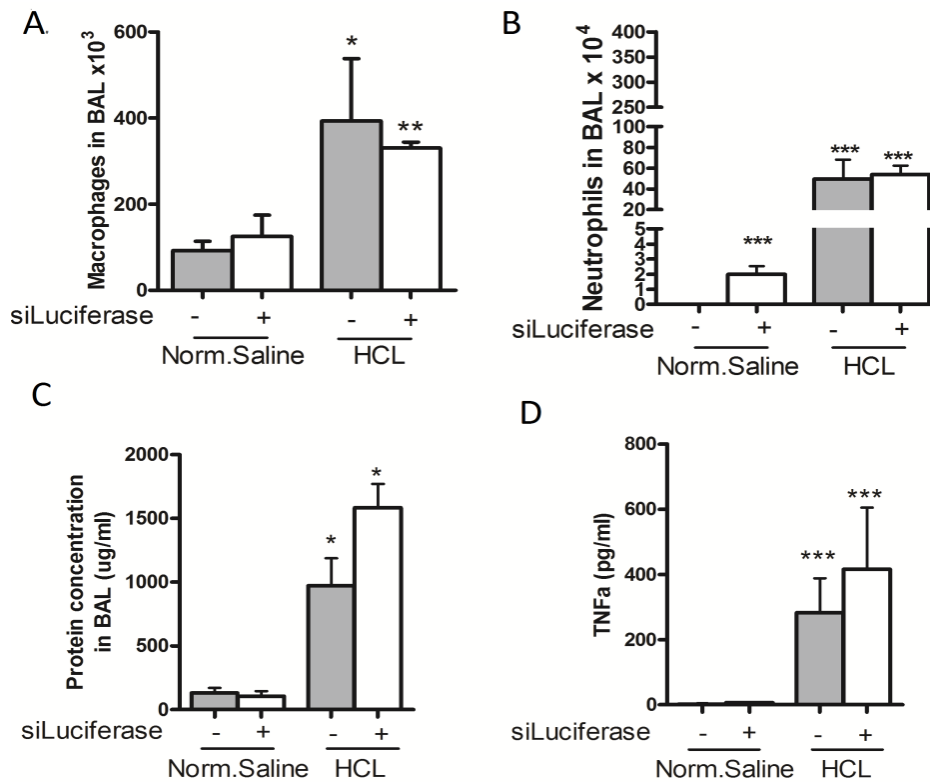 A.
Macrophages in BAL x10³
600
400
200
0
*
**
siLuciferase - + - +
Norm.Saline HCL
B
Neutrophils in BAL x 10⁴
400
350
300
250
200
100
80
60
40
20
5
4
3
2
1
0
***
*** ***
siLuciferase - + - +
Norm.Saline HCL
C
Protein concentration
in BAL (ug/ml)
2000
1500
1000
500
0
*
*
siLuciferase - + - +
Norm.Saline HCL
D
TNFa (pg/ml)
800
600
400
200
0
***
***
siLuciferase - + - +
Norm.Saline HCL